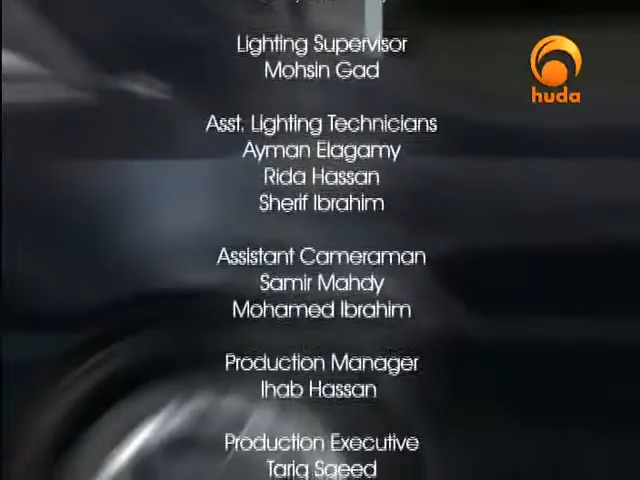 Lighting Supervisor
Mohsin Gad
huda
Asst. Lighting Technicians
Ayman Elagamy
Rida Hassan
Sherif Ibrahim
Assistant Cameraman
Samir Mahdy
Mohamed Ibrahim
Production Manager
Ihab Hassan
Production Executive
Tariq Saeed